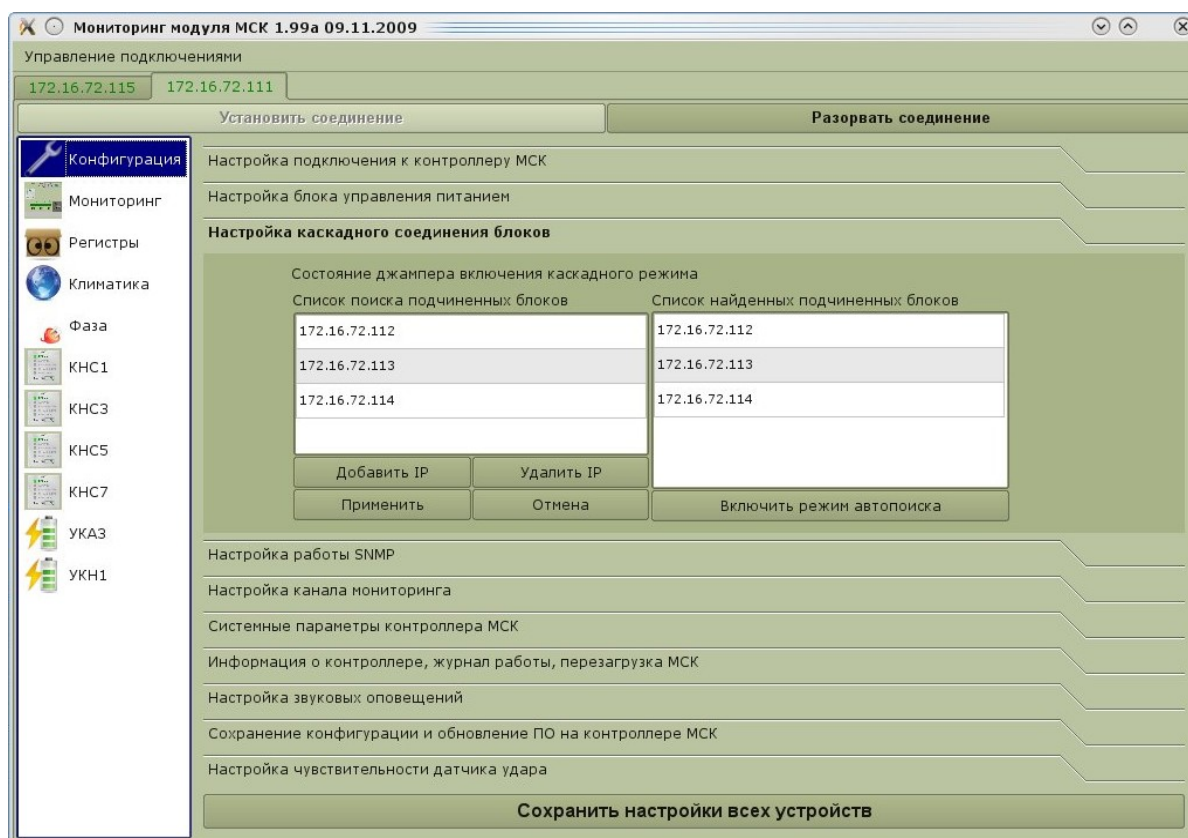 Мониторинг модуля МСК 1.99a 09.11.2009
Управление подключениями
172.16.72.115 172.16.72.111
Установить соединение Разорвать соединение
Конфигурация
Мониторинг
Регистры
Климатика
Фаза
КНС1
КНС3
КНС5
КНС7
УКА3
УКН1
Настройка подключения к контроллеру МСК
Настройка блока управления питанием
Настройка каскадного соединения блоков
Состояние джампера включения каскадного режима
Список поиска подчиненных блоков
172.16.72.112
172.16.72.113
172.16.72.114
Добавить IP Удалить IP
Применить Отмена
Список найденных подчиненных блоков
172.16.72.112
172.16.72.113
172.16.72.114
Включить режим автопоиска
Настройка работы SNMP
Настройка канала мониторинга
Системные параметры контроллера МСК
Информация о контроллере, журнал работы, перезагрузка МСК
Настройка звуковых оповещений
Сохранение конфигурации и обновление ПО на контроллере МСК
Настройка чувствительности датчика удара
Сохранить настройки всех устройств